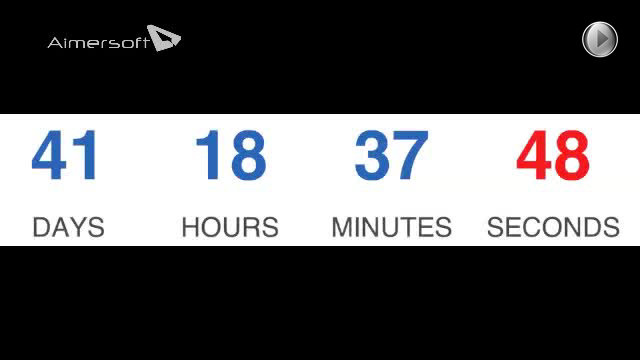 Aimersoft
41 18 37 48
DAYS HOURS MINUTES SECONDS